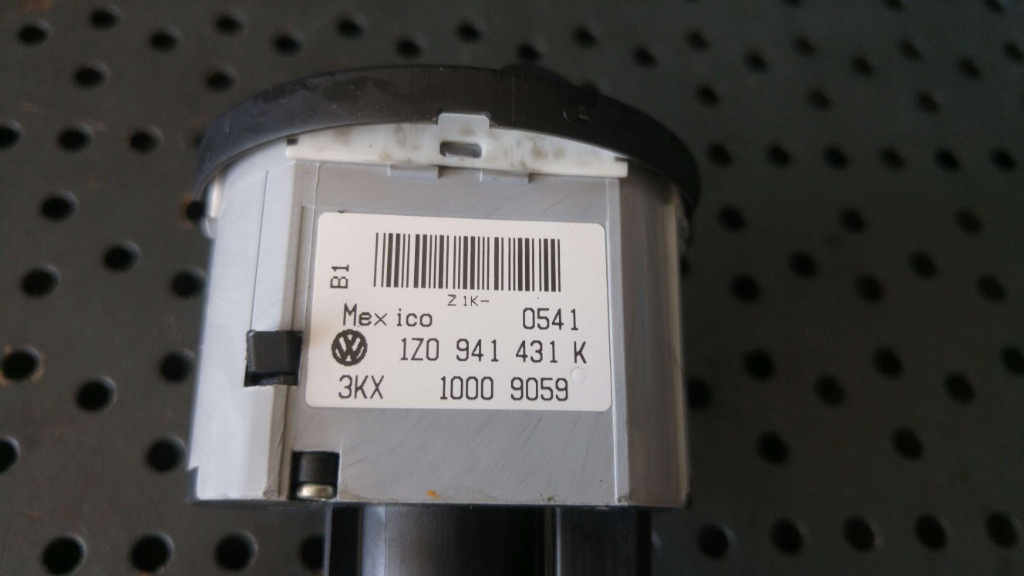 B1
Z 1K-
Mexico 0541
1Z0 941 431 K
3KX 1000 9059